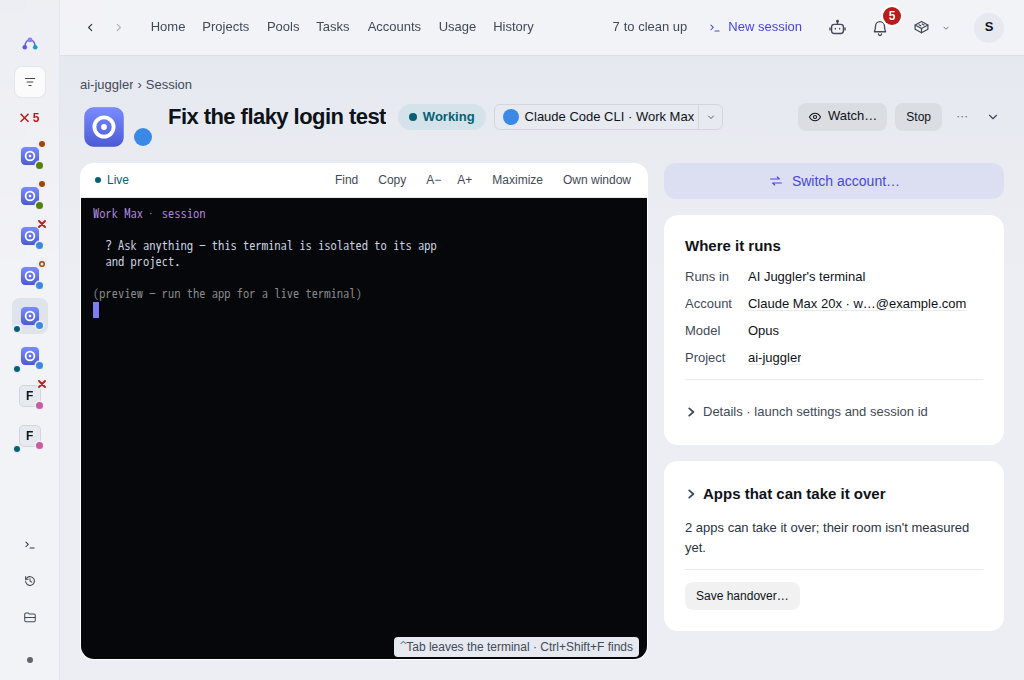 Home Projects Pools Tasks Accounts Usage History 7 to clean up New session 5 S
5
ai-juggler › Session
Fix the flaky login test Working Claude Code CLI · Work Max Watch… Stop ···
Live Find Copy A− A+ Maximize Own window
Work Max · session
? Ask anything — this terminal is isolated to its app
and project.
(preview — run the app for a live terminal)
^Tab leaves the terminal · Ctrl+Shift+F finds
F
F
Switch account…
Where it runs
Runs in AI Juggler's terminal
Account Claude Max 20x · w…@example.com
Model Opus
Project ai-juggler
Details · launch settings and session id
Apps that can take it over
2 apps can take it over; their room isn't measured
yet.
Save handover…